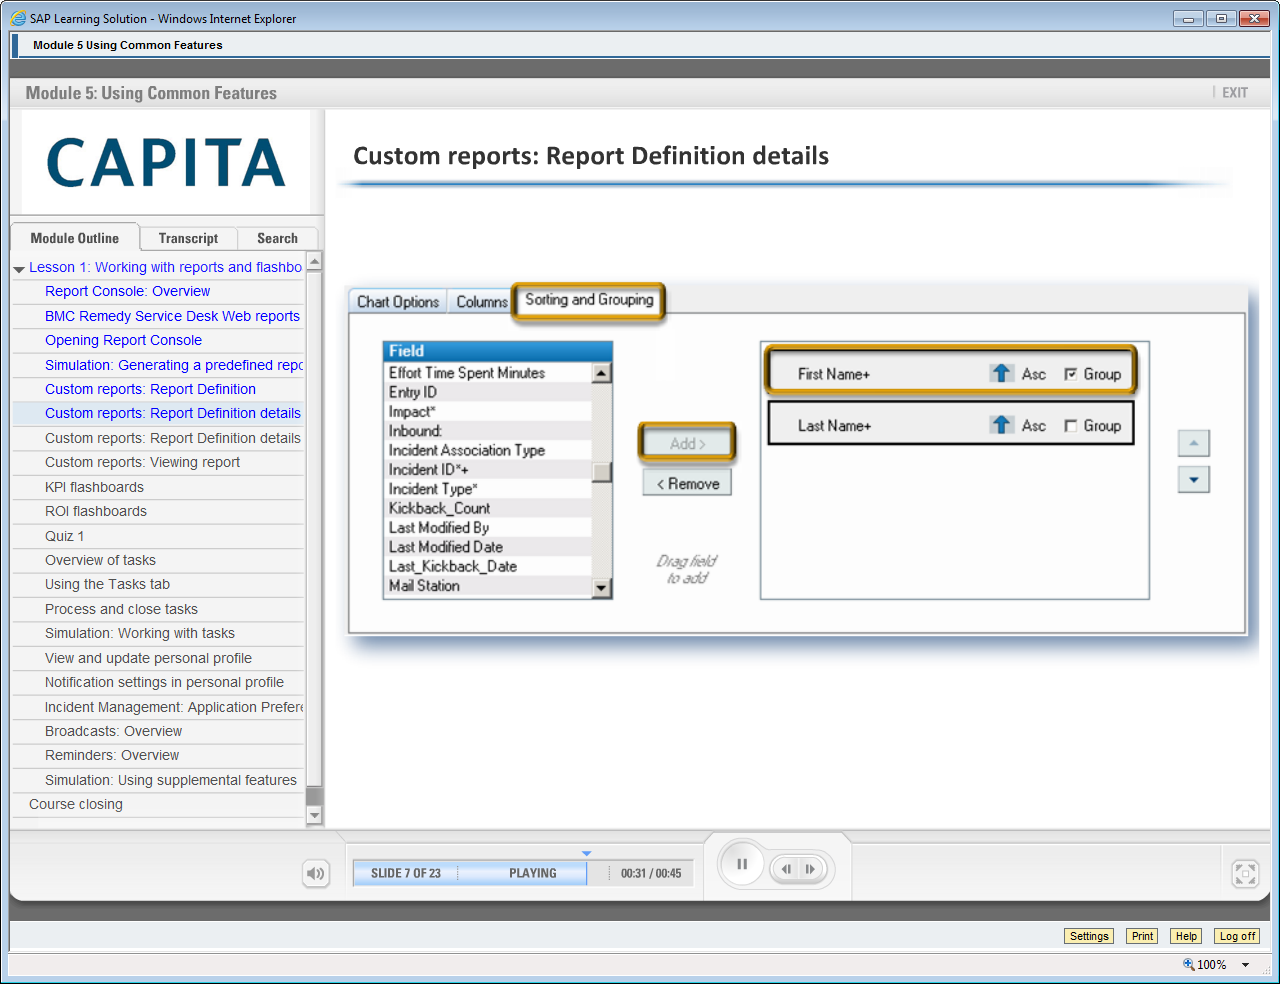 SAP Learning Solution - Windows Internet Explorer
Module 5 Using Common Features
Module 5: Using Common Features
EXIT
CAPITA
Custom reports: Report Definition details
Module Outline
Transcript
Search
Lesson 1: Working with reports and flashbo
Report Console: Overview
BMC Remedy Service Desk Web reports
Opening Report Console
Simulation: Generating a predefined repo
Custom reports: Report Definition
Custom reports: Report Definition details
Custom reports: Report Definition details
Custom reports: Viewing report
KPI flashboards
ROI flashboards
Quiz 1
Overview of tasks
Using the Tasks tab
Process and close tasks
Simulation: Working with tasks
View and update personal profile
Notification settings in personal profile
Incident Management: Application Prefere
Broadcasts: Overview
Reminders: Overview
Simulation: Using supplemental features
Course closing
Chart Options
Columns
Sorting and Grouping
Field
Effort Time Spent Minutes
Entry ID
Impact*
Inbound:
Incident Association Type
Incident ID*+
Incident Type*
Kickback_Count
Last Modified By
Last Modified Date
Last_Kickback_Date
Mail Station
Add >
< Remove
Drag field
to add
First Name+ Asc Group
Last Name+ Asc Group
SLIDE 7 OF 23
PLAYING
00:31 / 00:45
Settings
Print
Help
Log off
100%